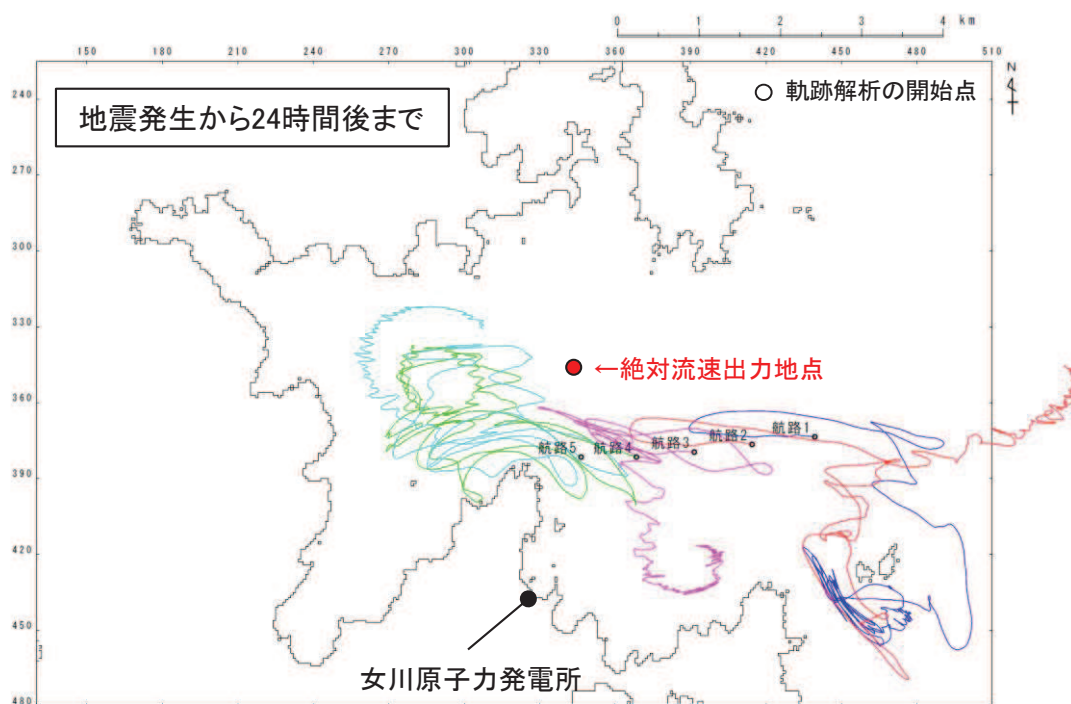 0 1 2 3 4 km
150 180 210 240 270 300 330 360 390 420 450 480 510
N
240
270
300
330
360
390
420
450
480
地震発生から24時間後まで
○ 軌跡解析の開始点
←絶対流速出力地点
航路1
航路2
航路3
航路4
航路5
女川原子力発電所